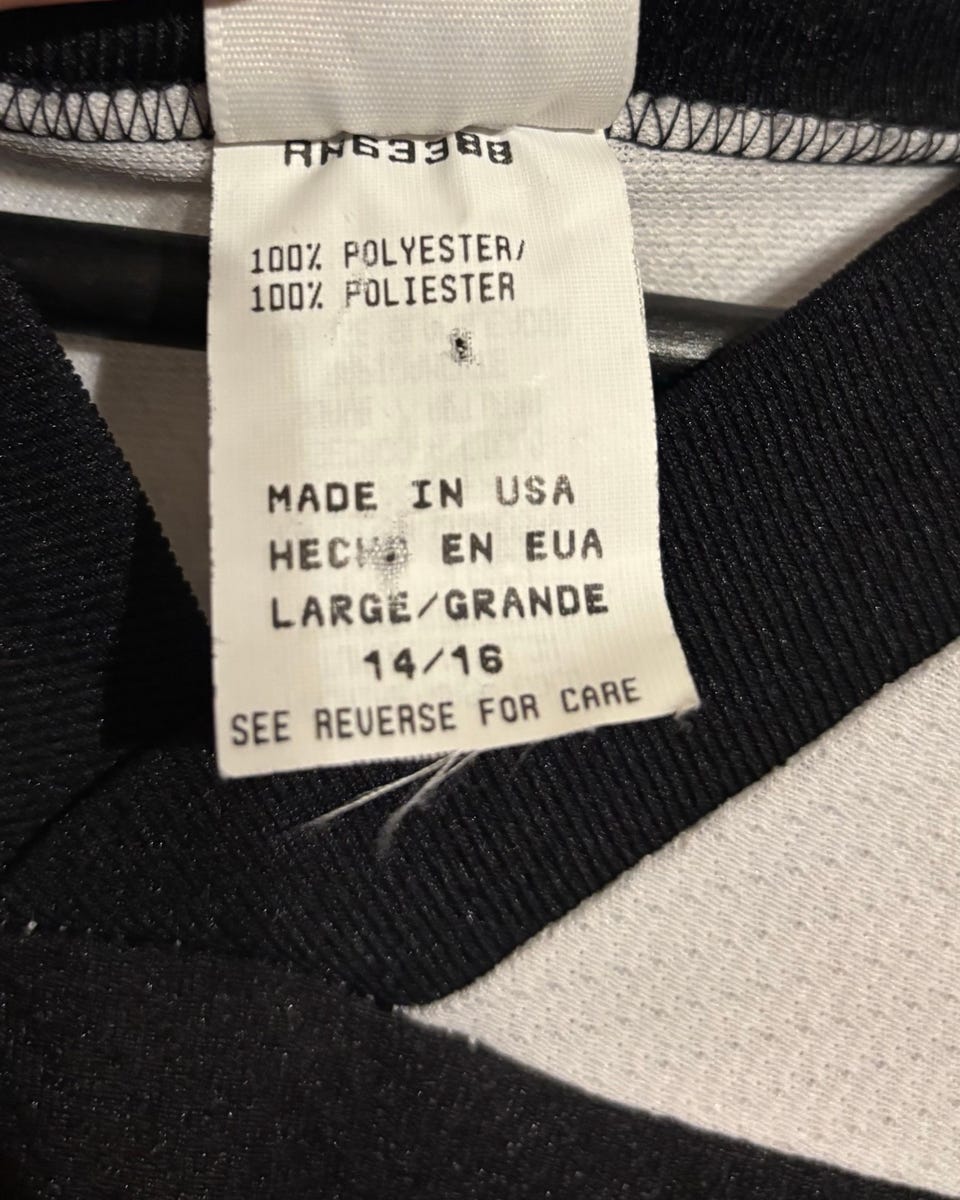 RN63388
100% POLYESTER/
100% POLIESTER
MADE IN USA
HECHO EN EUA
LARGE/GRANDE
14/16
SEE REVERSE FOR CARE